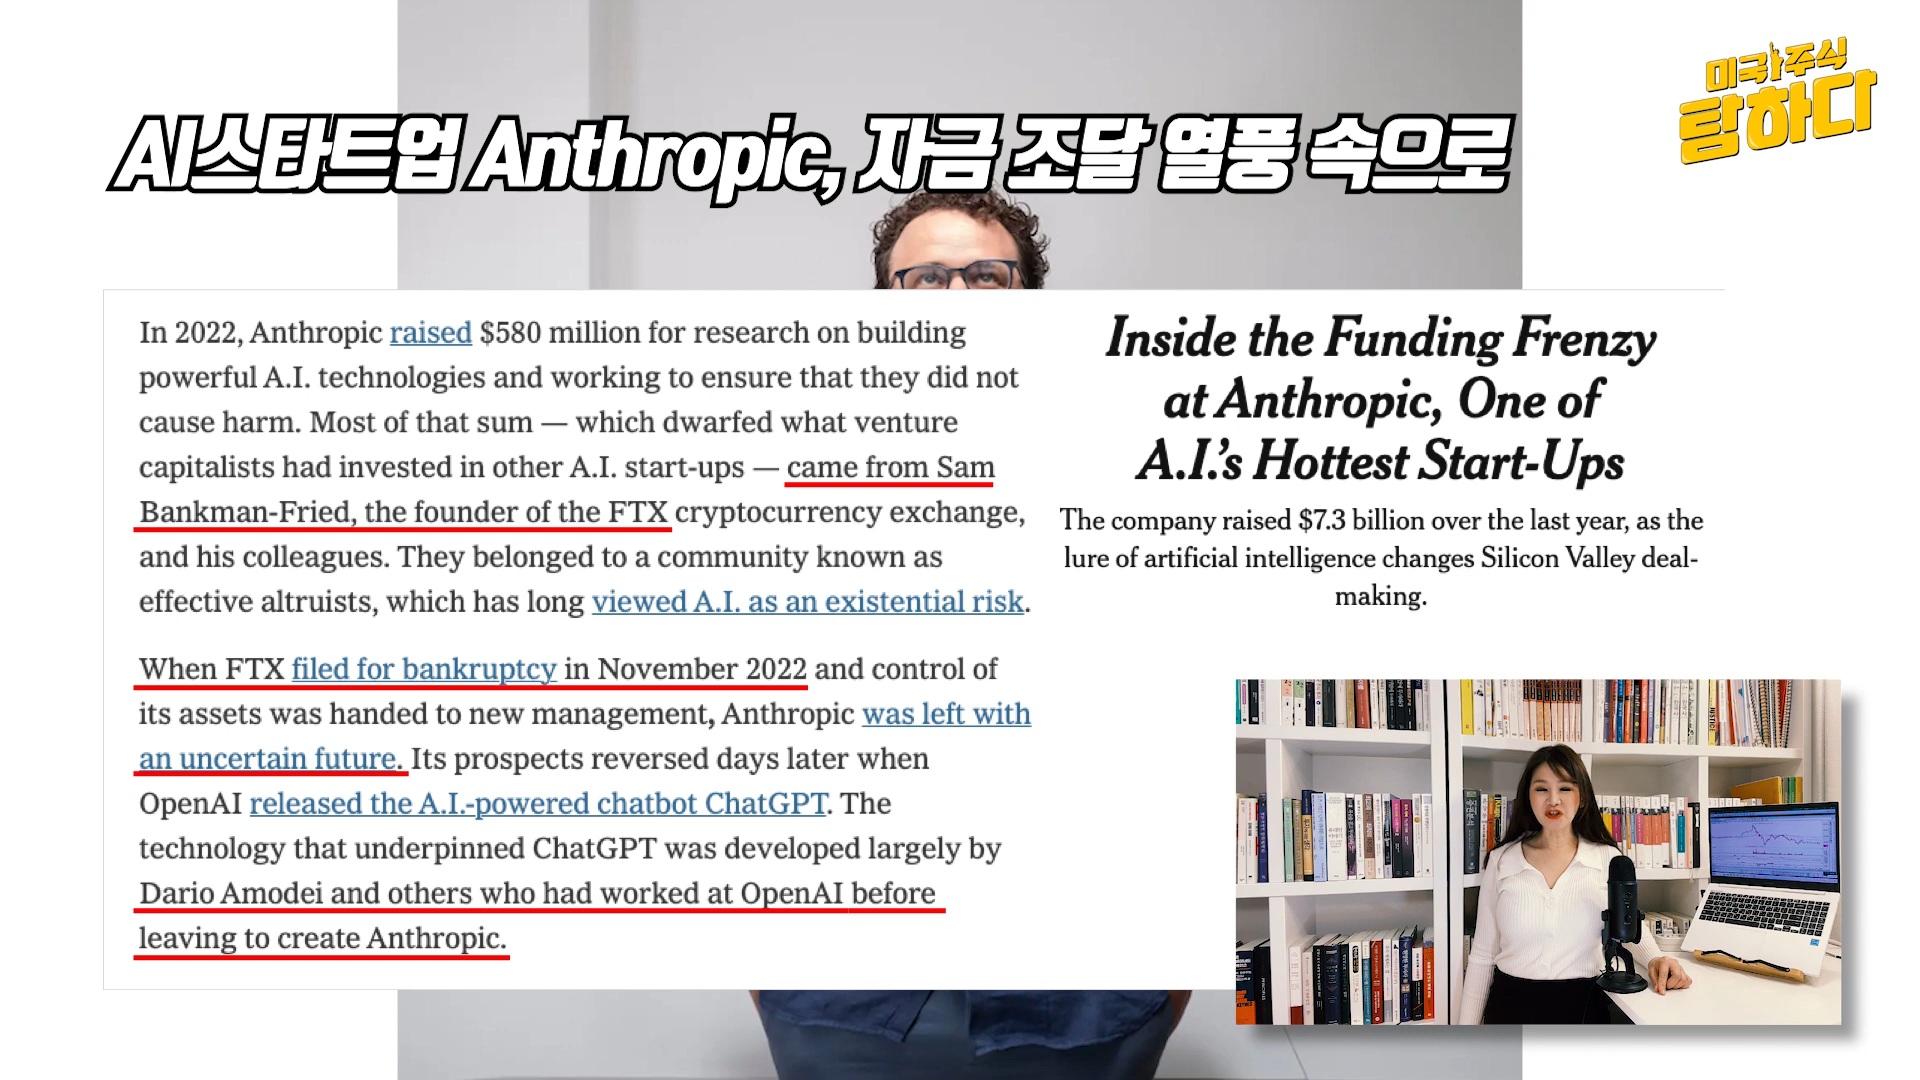 미국주식
탐하다
AI스타트업 Anthropic, 자금 조달 열풍 속으로
In 2022, Anthropic raised $580 million for research on building
powerful A.I. technologies and working to ensure that they did not
cause harm. Most of that sum — which dwarfed what venture
capitalists had invested in other A.I. start-ups — came from Sam
Bankman-Fried, the founder of the FTX cryptocurrency exchange,
and his colleagues. They belonged to a community known as
effective altruists, which has long viewed A.I. as an existential risk.
When FTX filed for bankruptcy in November 2022 and control of
its assets was handed to new management, Anthropic was left with
an uncertain future. Its prospects reversed days later when
OpenAI released the A.I.-powered chatbot ChatGPT. The
technology that underpinned ChatGPT was developed largely by
Dario Amodei and others who had worked at OpenAI before
leaving to create Anthropic.
Inside the Funding Frenzy
at Anthropic, One of
A.I.’s Hottest Start-Ups
The company raised $7.3 billion over the last year, as the
lure of artificial intelligence changes Silicon Valley deal-
making.